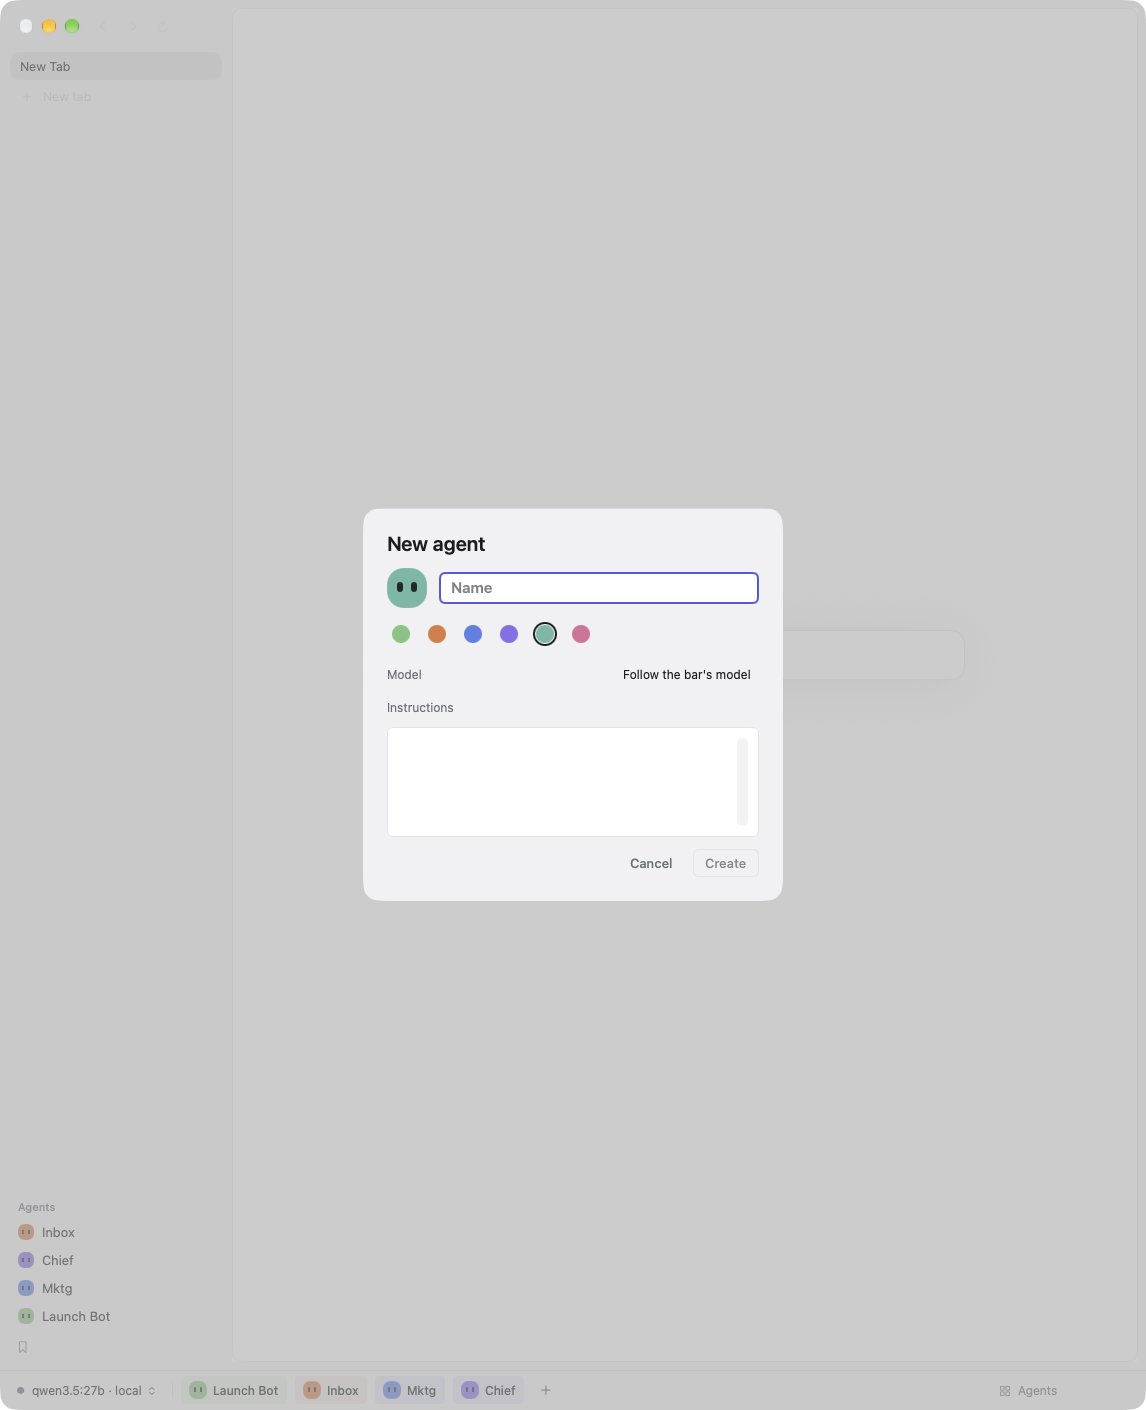 New Tab
+ New tab
New agent
Name
Model
Follow the bar's model
Instructions
Cancel
Create
Agents
Inbox
Chief
Mktg
Launch Bot
qwen3.5:27b · local
Launch Bot
Inbox
Mktg
Chief
+
Agents